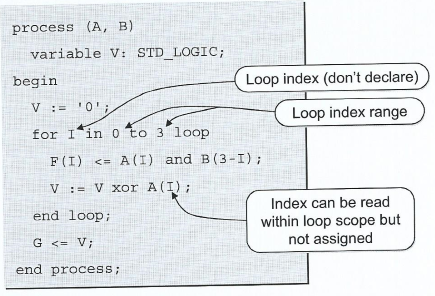 process (A, B)
variable V: STD_LOGIC;
begin
Loop index (don't declare)
V := '0';
Loop index range
for I in 0 to 3 loop
F(I) <= A(I) and B(3-I);
V := V xor A(I);
Index can be read
within loop scope but
not assigned
end loop;
G <= V;
end process;